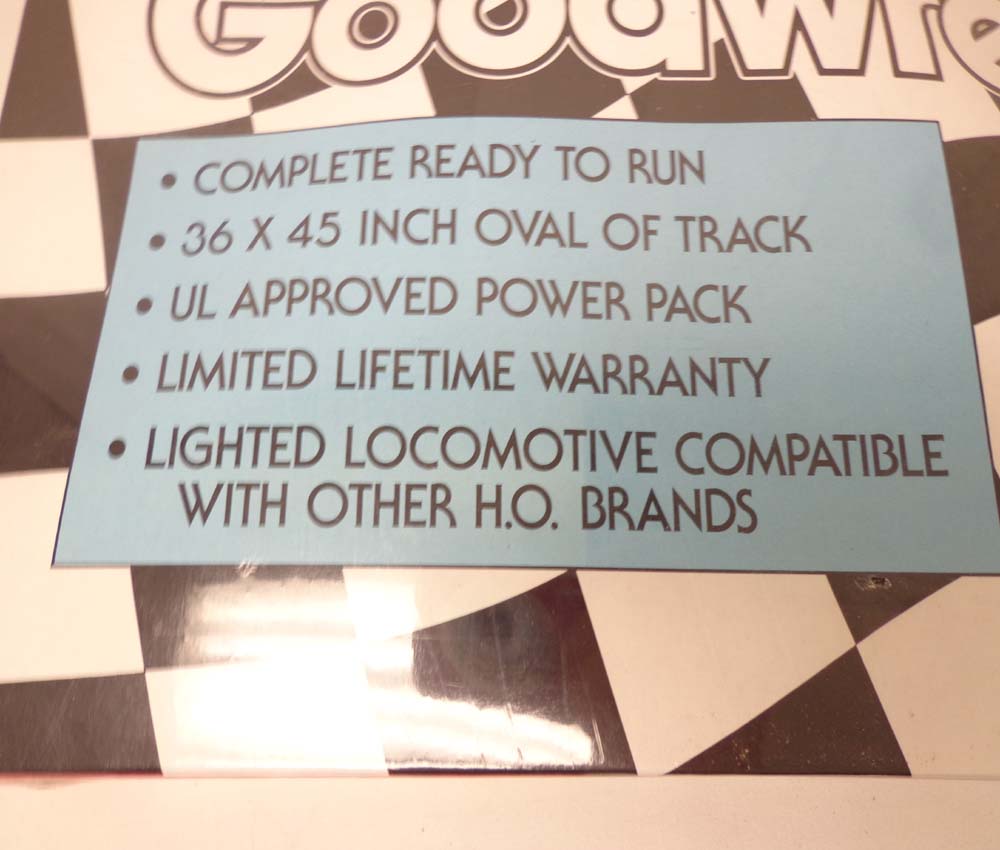 Goodwre
• COMPLETE READY TO RUN
• 36 X 45 INCH OVAL OF TRACK
• UL APPROVED POWER PACK
• LIMITED LIFETIME WARRANTY
• LIGHTED LOCOMOTIVE COMPATIBLE
WITH OTHER H.O. BRANDS